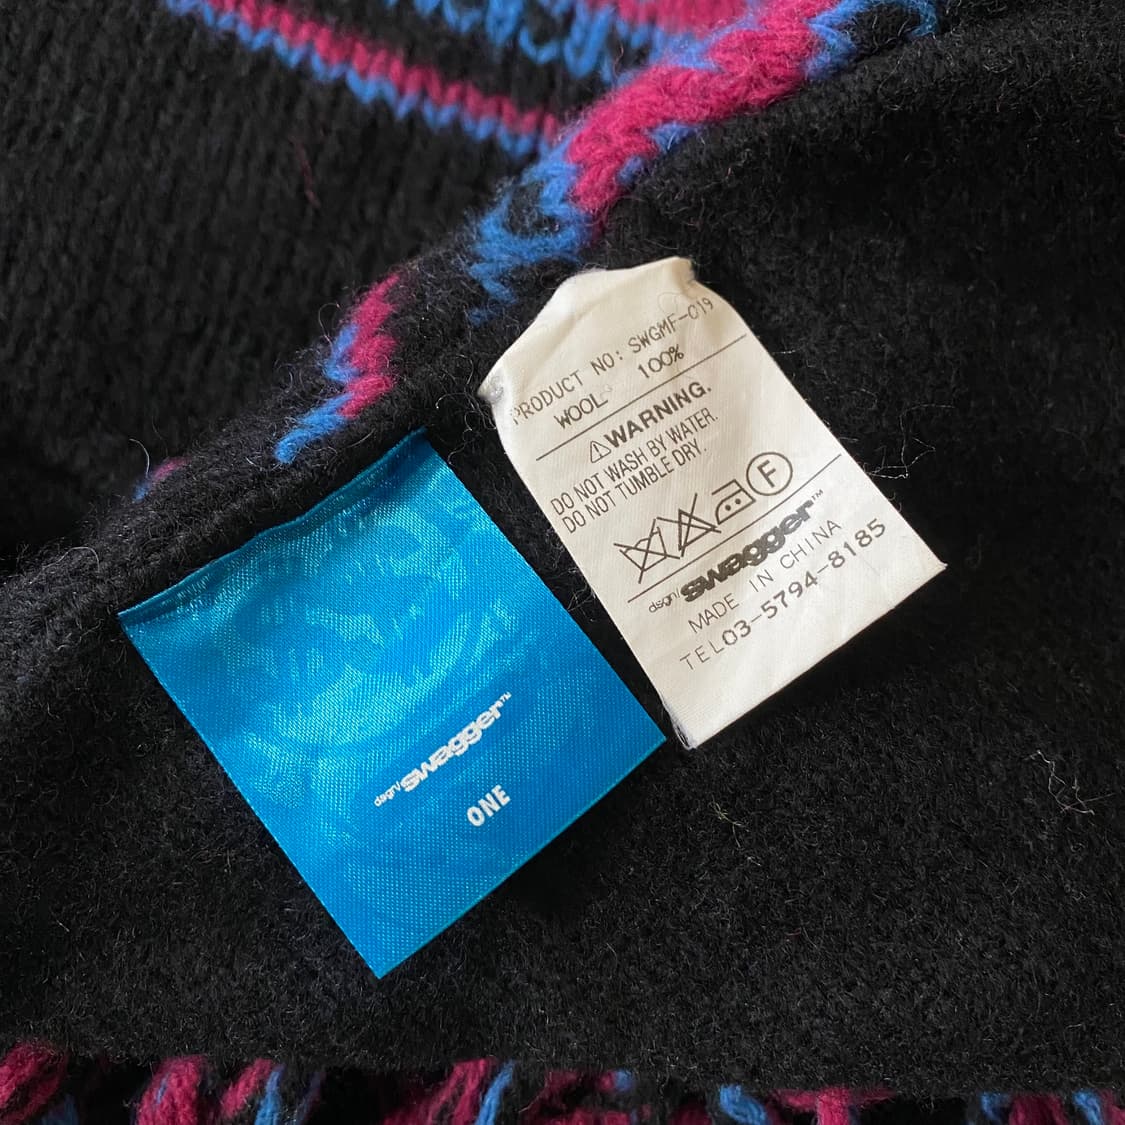 PRODUCT NO: SWGMF-019
WOOL 100%
⚠WARNING.
DO NOT WASH BY WATER.
DO NOT TUMBLE DRY.
F
dsgn/swagger™
MADE IN CHINA
TEL03-5794-8185
dsgn/swagger™
ONE